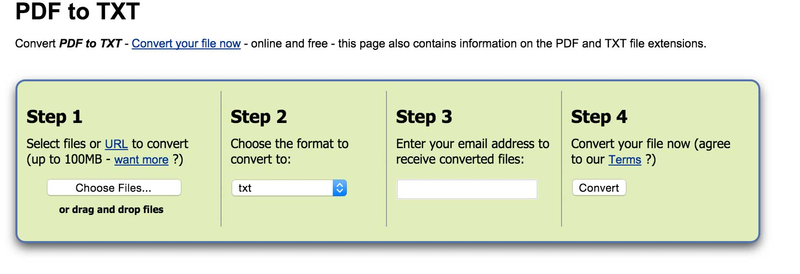 PDF to TXT
Convert PDF to TXT - Convert your file now - online and free - this page also contains information on the PDF and TXT file extensions.
Step 1
Select files or URL to convert
(up to 100MB - want more ?)
Choose Files...
or drag and drop files
Step 2
Choose the format to
convert to:
txt
Step 3
Enter your email address to
receive converted files:
Step 4
Convert your file now (agree
to our Terms ?)
Convert